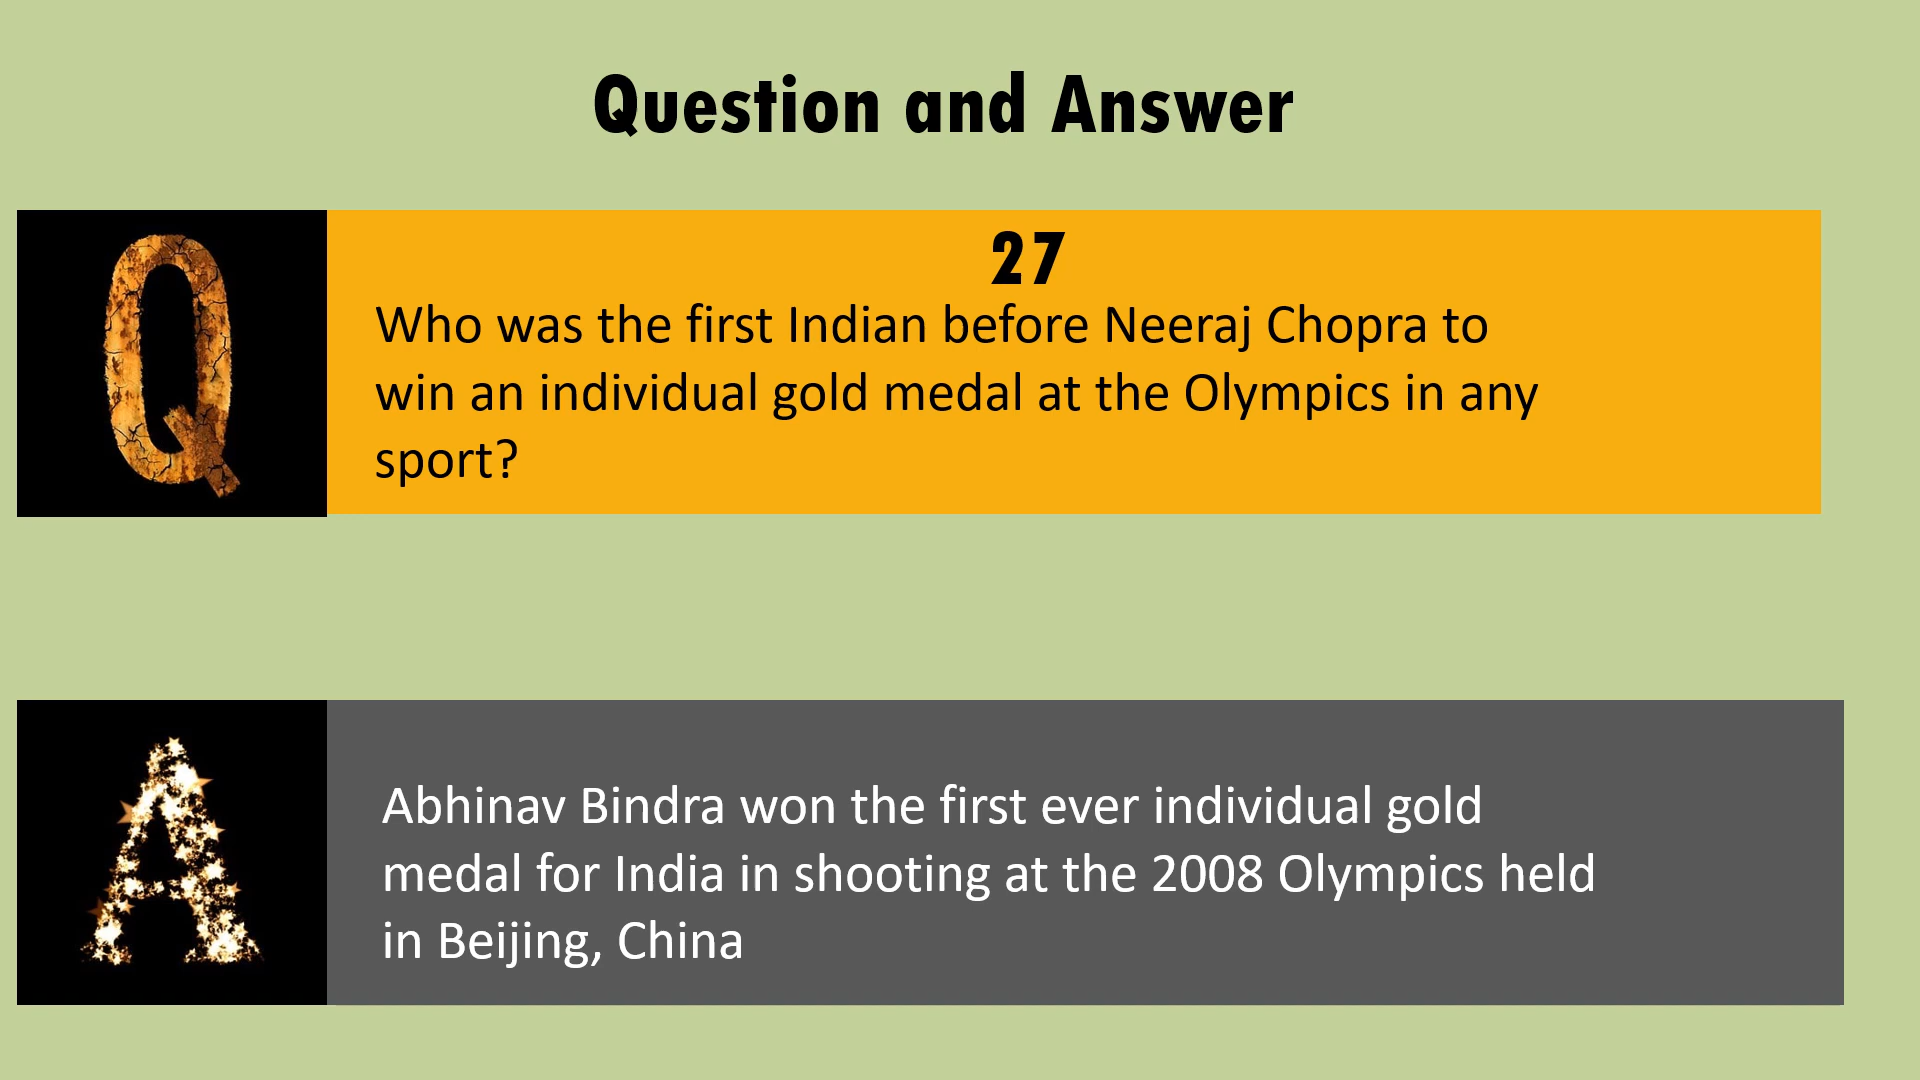 Question and Answer
Q
27
Who was the first Indian before Neeraj Chopra to
win an individual gold medal at the Olympics in any
sport?
A
Abhinav Bindra won the first ever individual gold
medal for India in shooting at the 2008 Olympics held
in Beijing, China